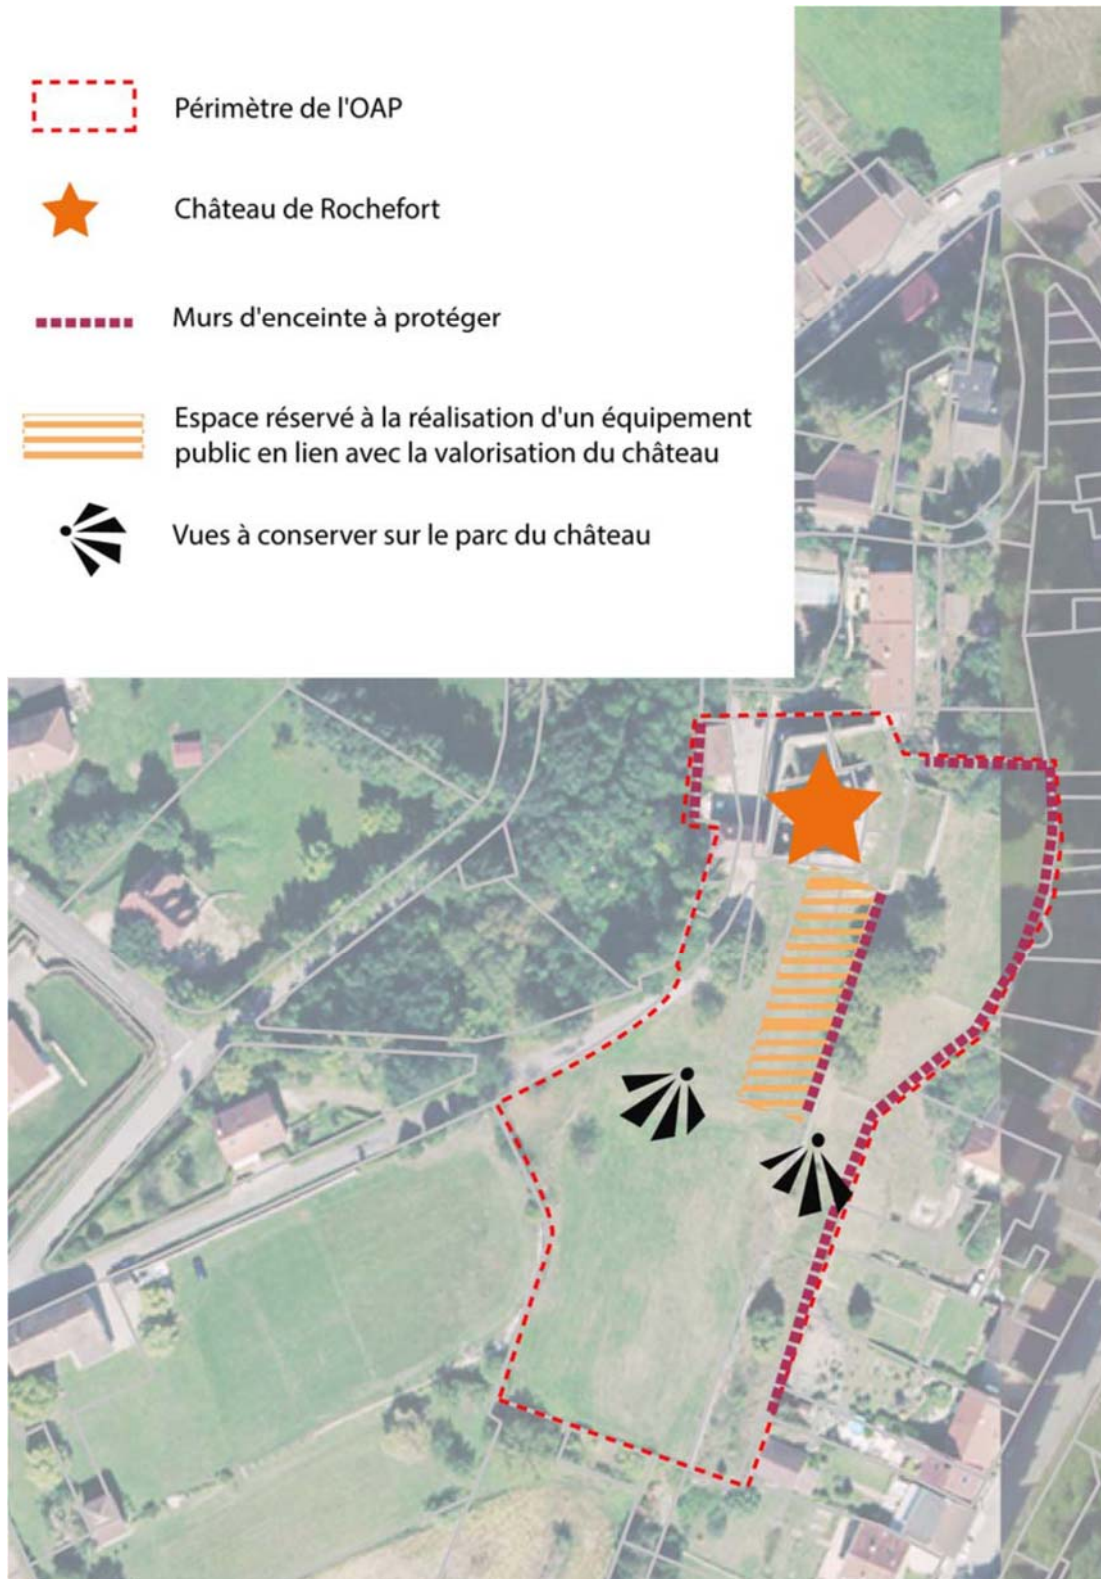 Périmètre de l'OAP
Château de Rochefort
Murs d'enceinte à protéger
Espace réservé à la réalisation d'un équipement
public en lien avec la valorisation du château
Vues à conserver sur le parc du château